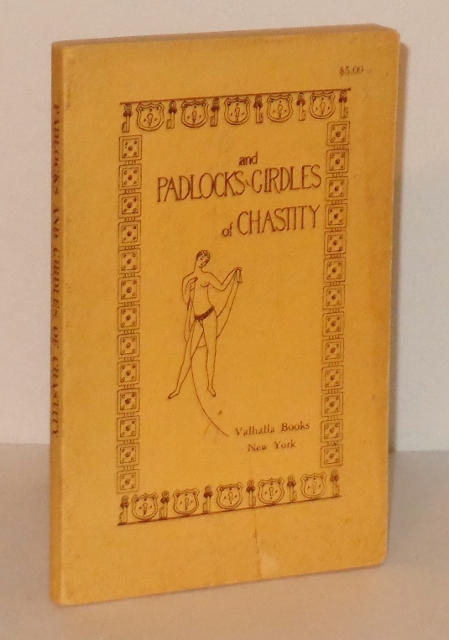 $5.00
and
PADLOCKS & GIRDLES
of CHASTITY
Valhalla Books
New York
PADLOCKS AND GIRDLES OF CHASTITY